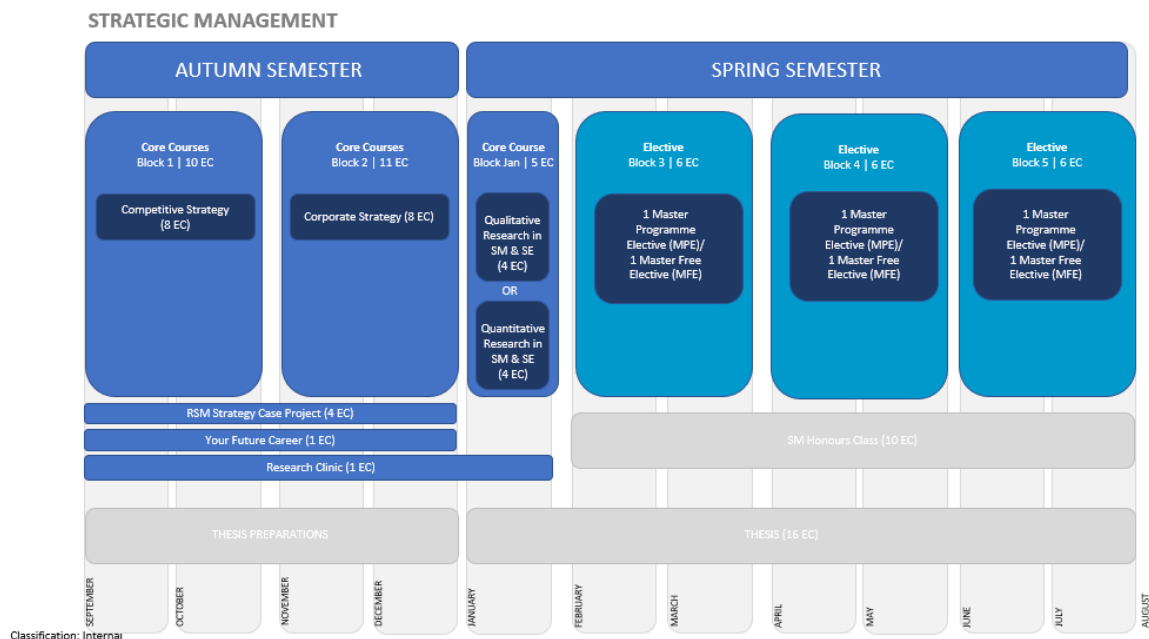 STRATEGIC MANAGEMENT
AUTUMN SEMESTER
SPRING SEMESTER
Core Courses
Block 1 | 10 EC
Competitive Strategy
(8 EC)
Core Courses
Block 2 | 11 EC
Corporate Strategy (8 EC)
Core Course
Block Jan | 5 EC
Qualitative
Research in
SM & SE
(4 EC)
OR
Quantitative
Research in
SM & SE
(4 EC)
Elective
Block 3 | 6 EC
1 Master
Programme
Elective (MPE)/
1 Master Free
Elective (MFE)
Elective
Block 4 | 6 EC
1 Master
Programme
Elective (MPE)/
1 Master Free
Elective (MFE)
Elective
Block 5 | 6 EC
1 Master
Programme
Elective (MPE)/
1 Master Free
Elective (MFE)
RSM Strategy Case Project (4 EC)
Your Future Career (1 EC)
Research Clinic (1 EC)
SM Honours Class (10 EC)
THESIS PREPARATIONS
THESIS (16 EC)
SEPTEMBER
OCTOBER
NOVEMBER
DECEMBER
JANUARY
FEBRUARY
MARCH
APRIL
MAY
JUNE
JULY
AUGUST
Classification: Internal